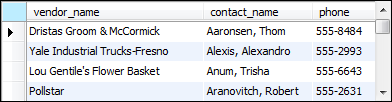 vendor_name contact_name phone
Dristas Groom & McCormick Aaronsen, Thom 555-8484
Yale Industrial Trucks-Fresno Alexis, Alexandro 555-2993
Lou Gentile's Flower Basket Anum, Trisha 555-6643
Pollstar Aranovitch, Robert 555-2631